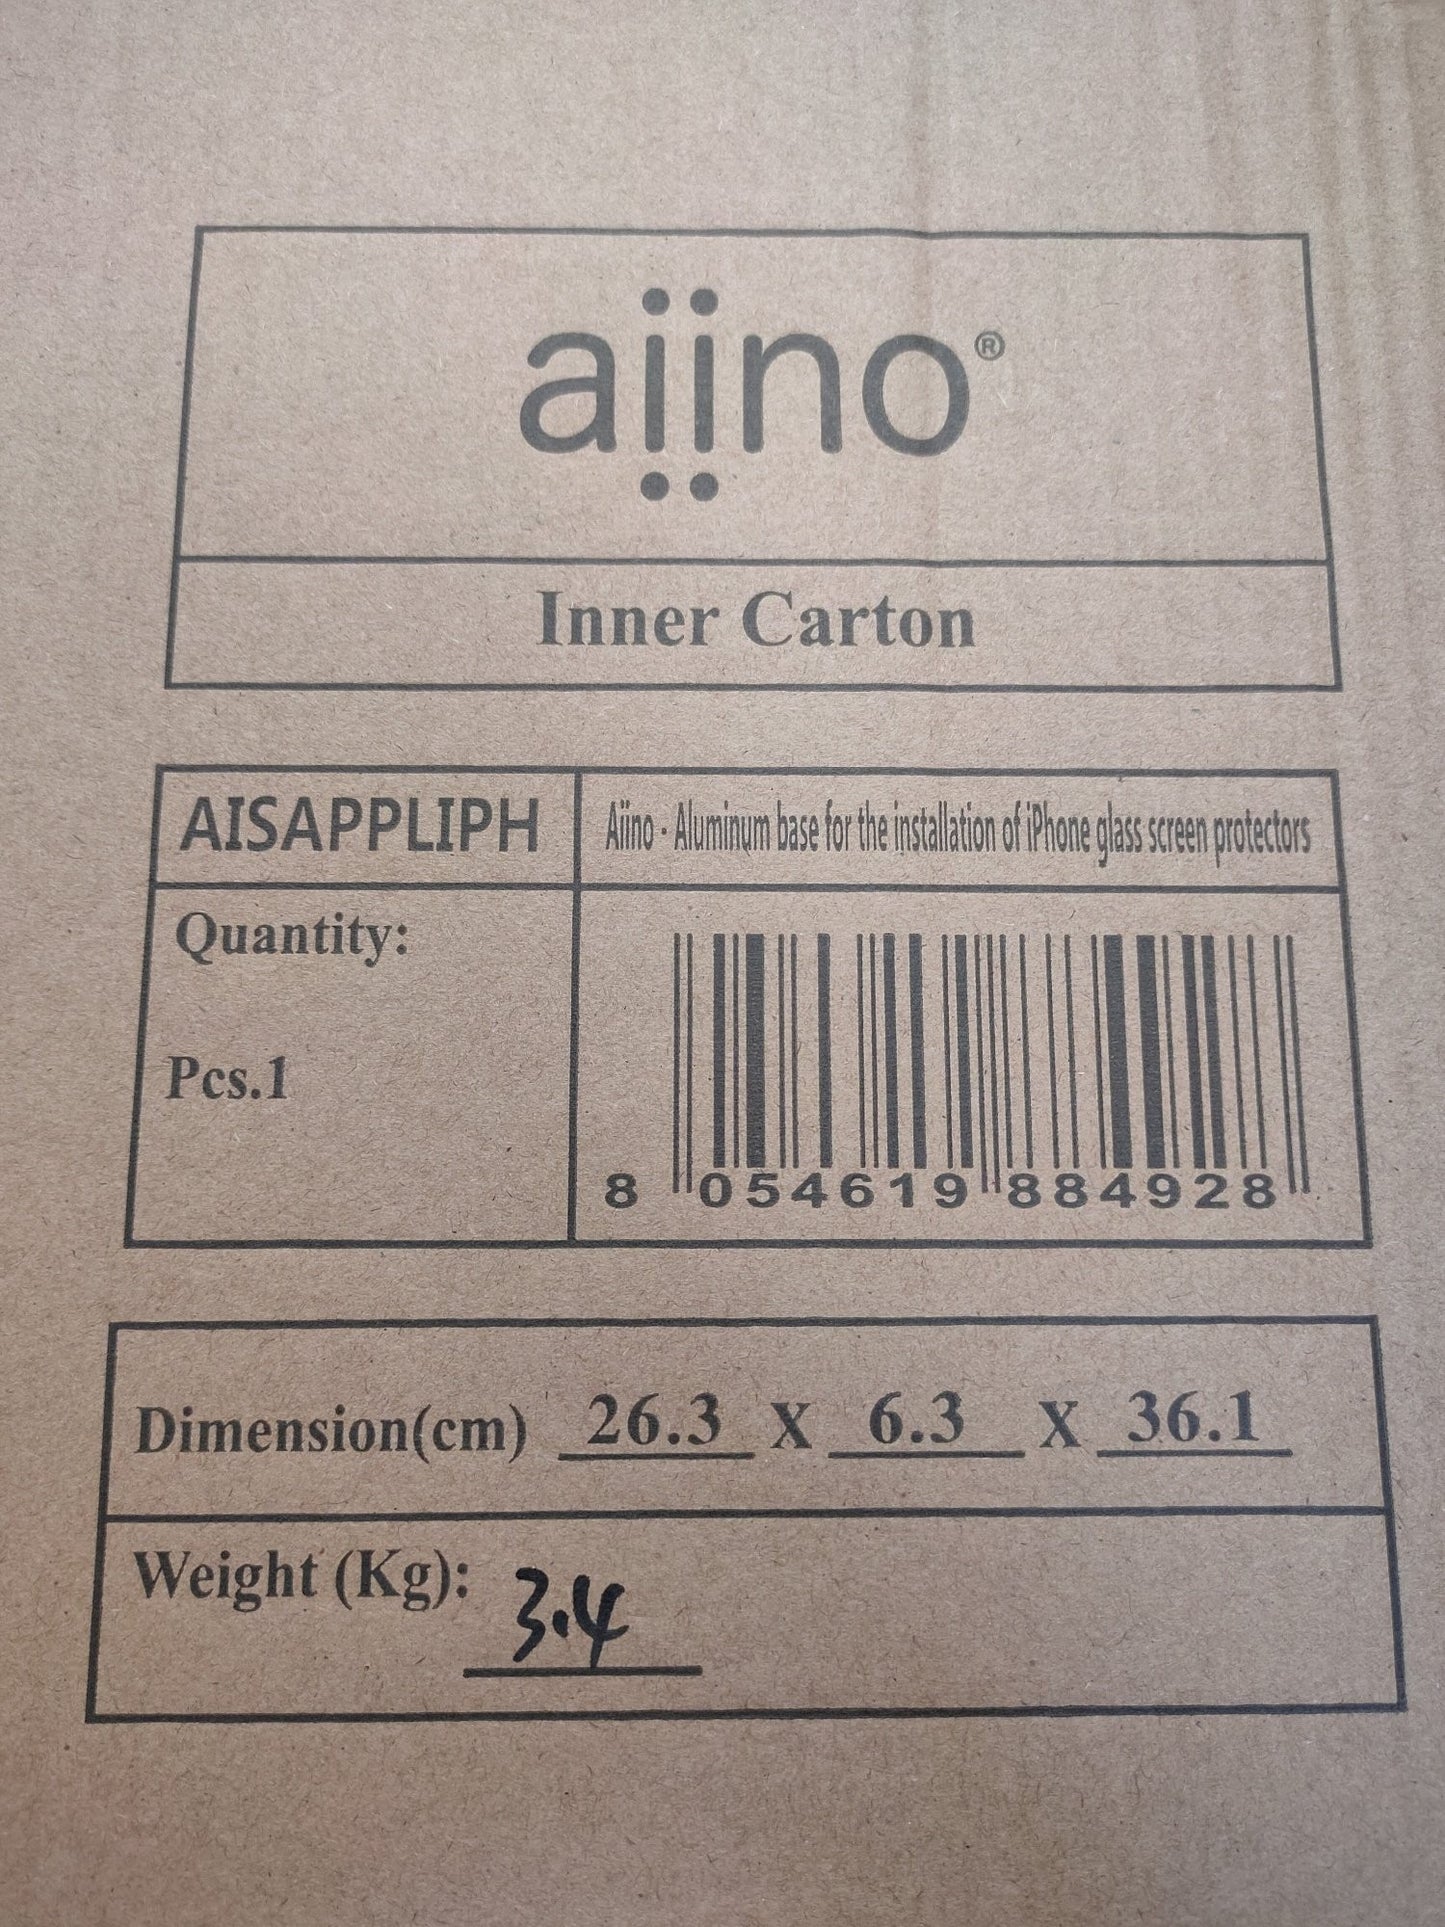 aiino®
Inner Carton
AISAPPLIPH
Aiino - Aluminum base for the installation of iPhone glass screen protectors
Quantity:
Pcs.1
8 054619 884928
Dimension(cm) 26.3 X 6.3 X 36.1
Weight (Kg): 3.4